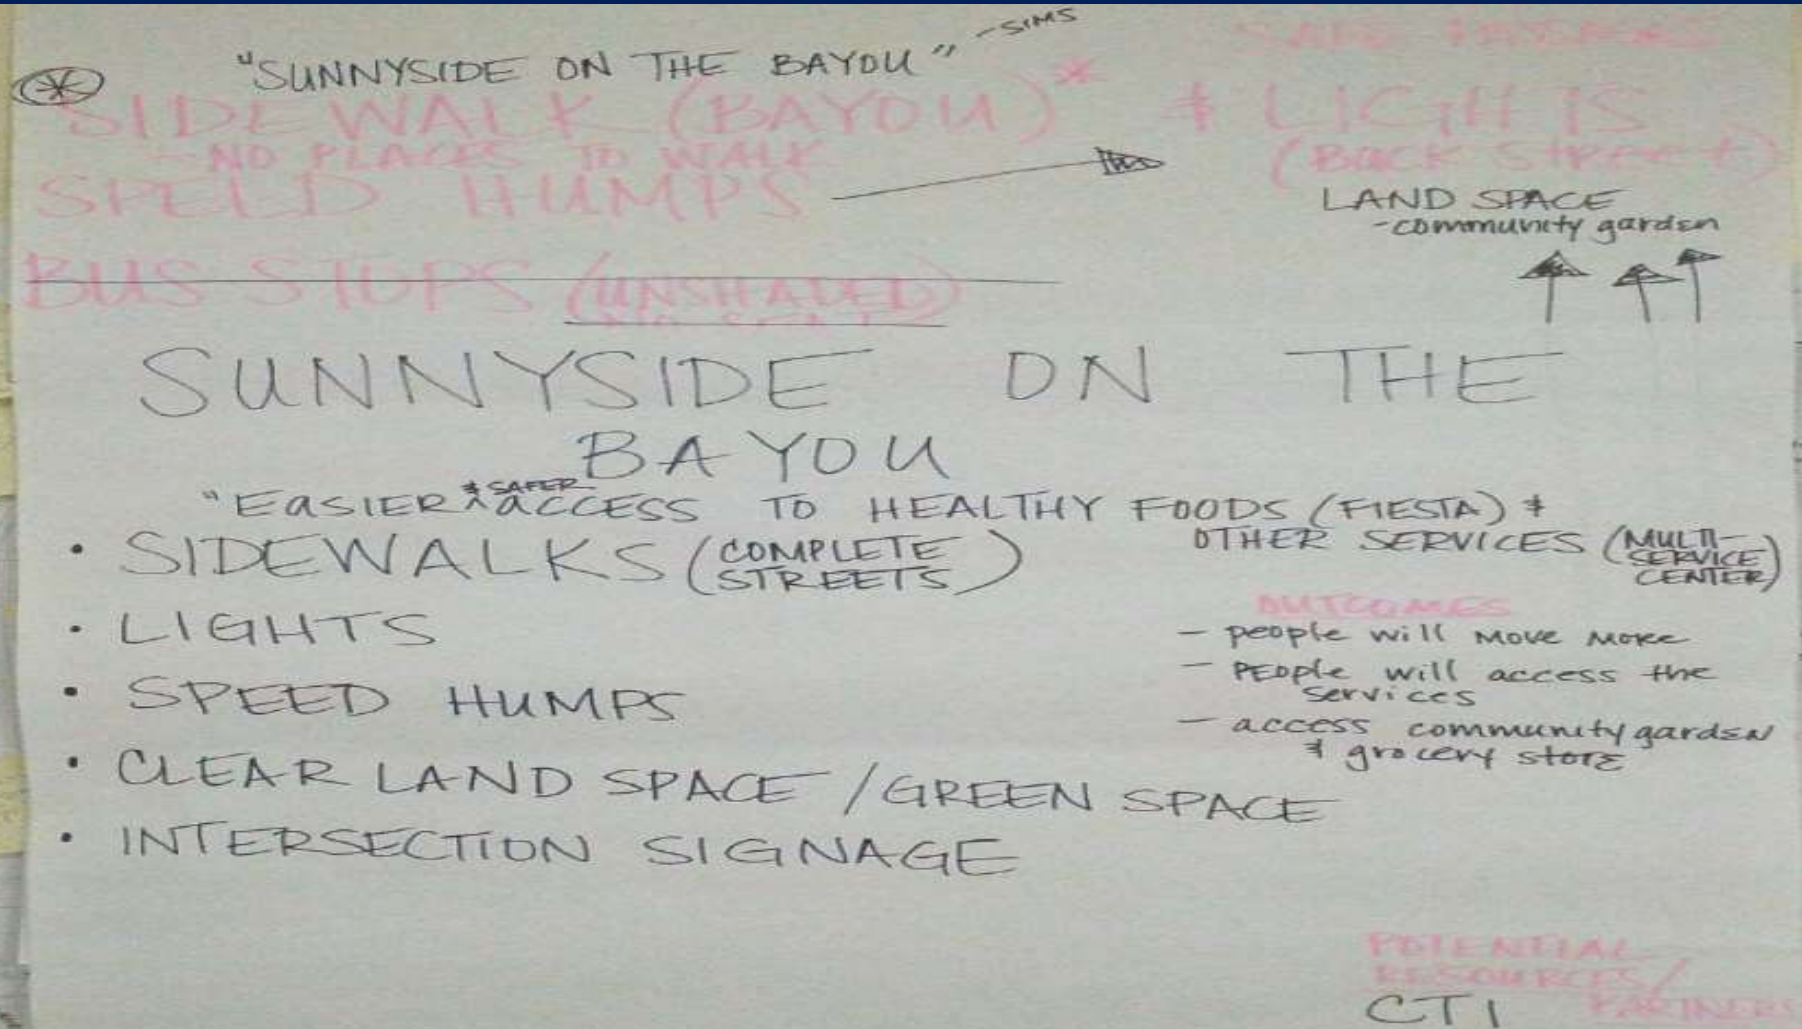 "SUNNYSIDE ON THE BAYOU" - SIMS
SIDEWALK (BAYOU)* & LIGHTS
- NO PLACES TO WALK
(BACK STREET)
SPEED HUMPS
LAND SPACE
- community garden
BUS STOPS (UNSHADED)
SUNNYSIDE ON THE
BAYOU
"EASIER & SAFER ACCESS TO HEALTHY FOODS (FIESTA) &
OTHER SERVICES (MULTI-
SERVICE
CENTER)
• SIDEWALKS (COMPLETE
STREETS)
• LIGHTS
• SPEED HUMPS
• CLEAR LAND SPACE / GREEN SPACE
• INTERSECTION SIGNAGE
OUTCOMES
- people will MOVE MORE
- PEople will access the
services
- access community garden
& grocery store
POTENTIAL
RESOURCES/
PARTNERS
CTI